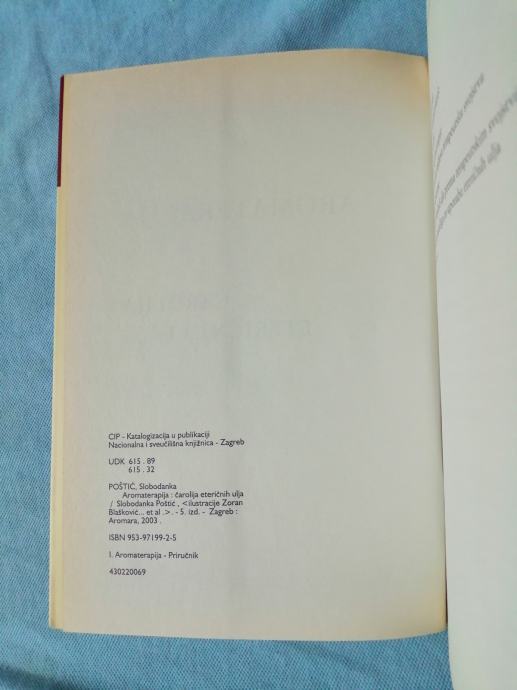 CIP - Katalogizacija u publikaciji
Nacionalna i sveučilišna knjižnica - Zagreb
UDK 615 . 89
615 . 32
POŠTIĆ, Slobodanka
Aromaterapija : čarolija eteričnih ulja
/ Slobodanka Poštić , <ilustracije Zoran
Blašković... et al .> . - 5. izd. - Zagreb :
Aromara, 2003 .
ISBN 953-97199-2-5
I. Aromaterapija - Priručnik
430220069